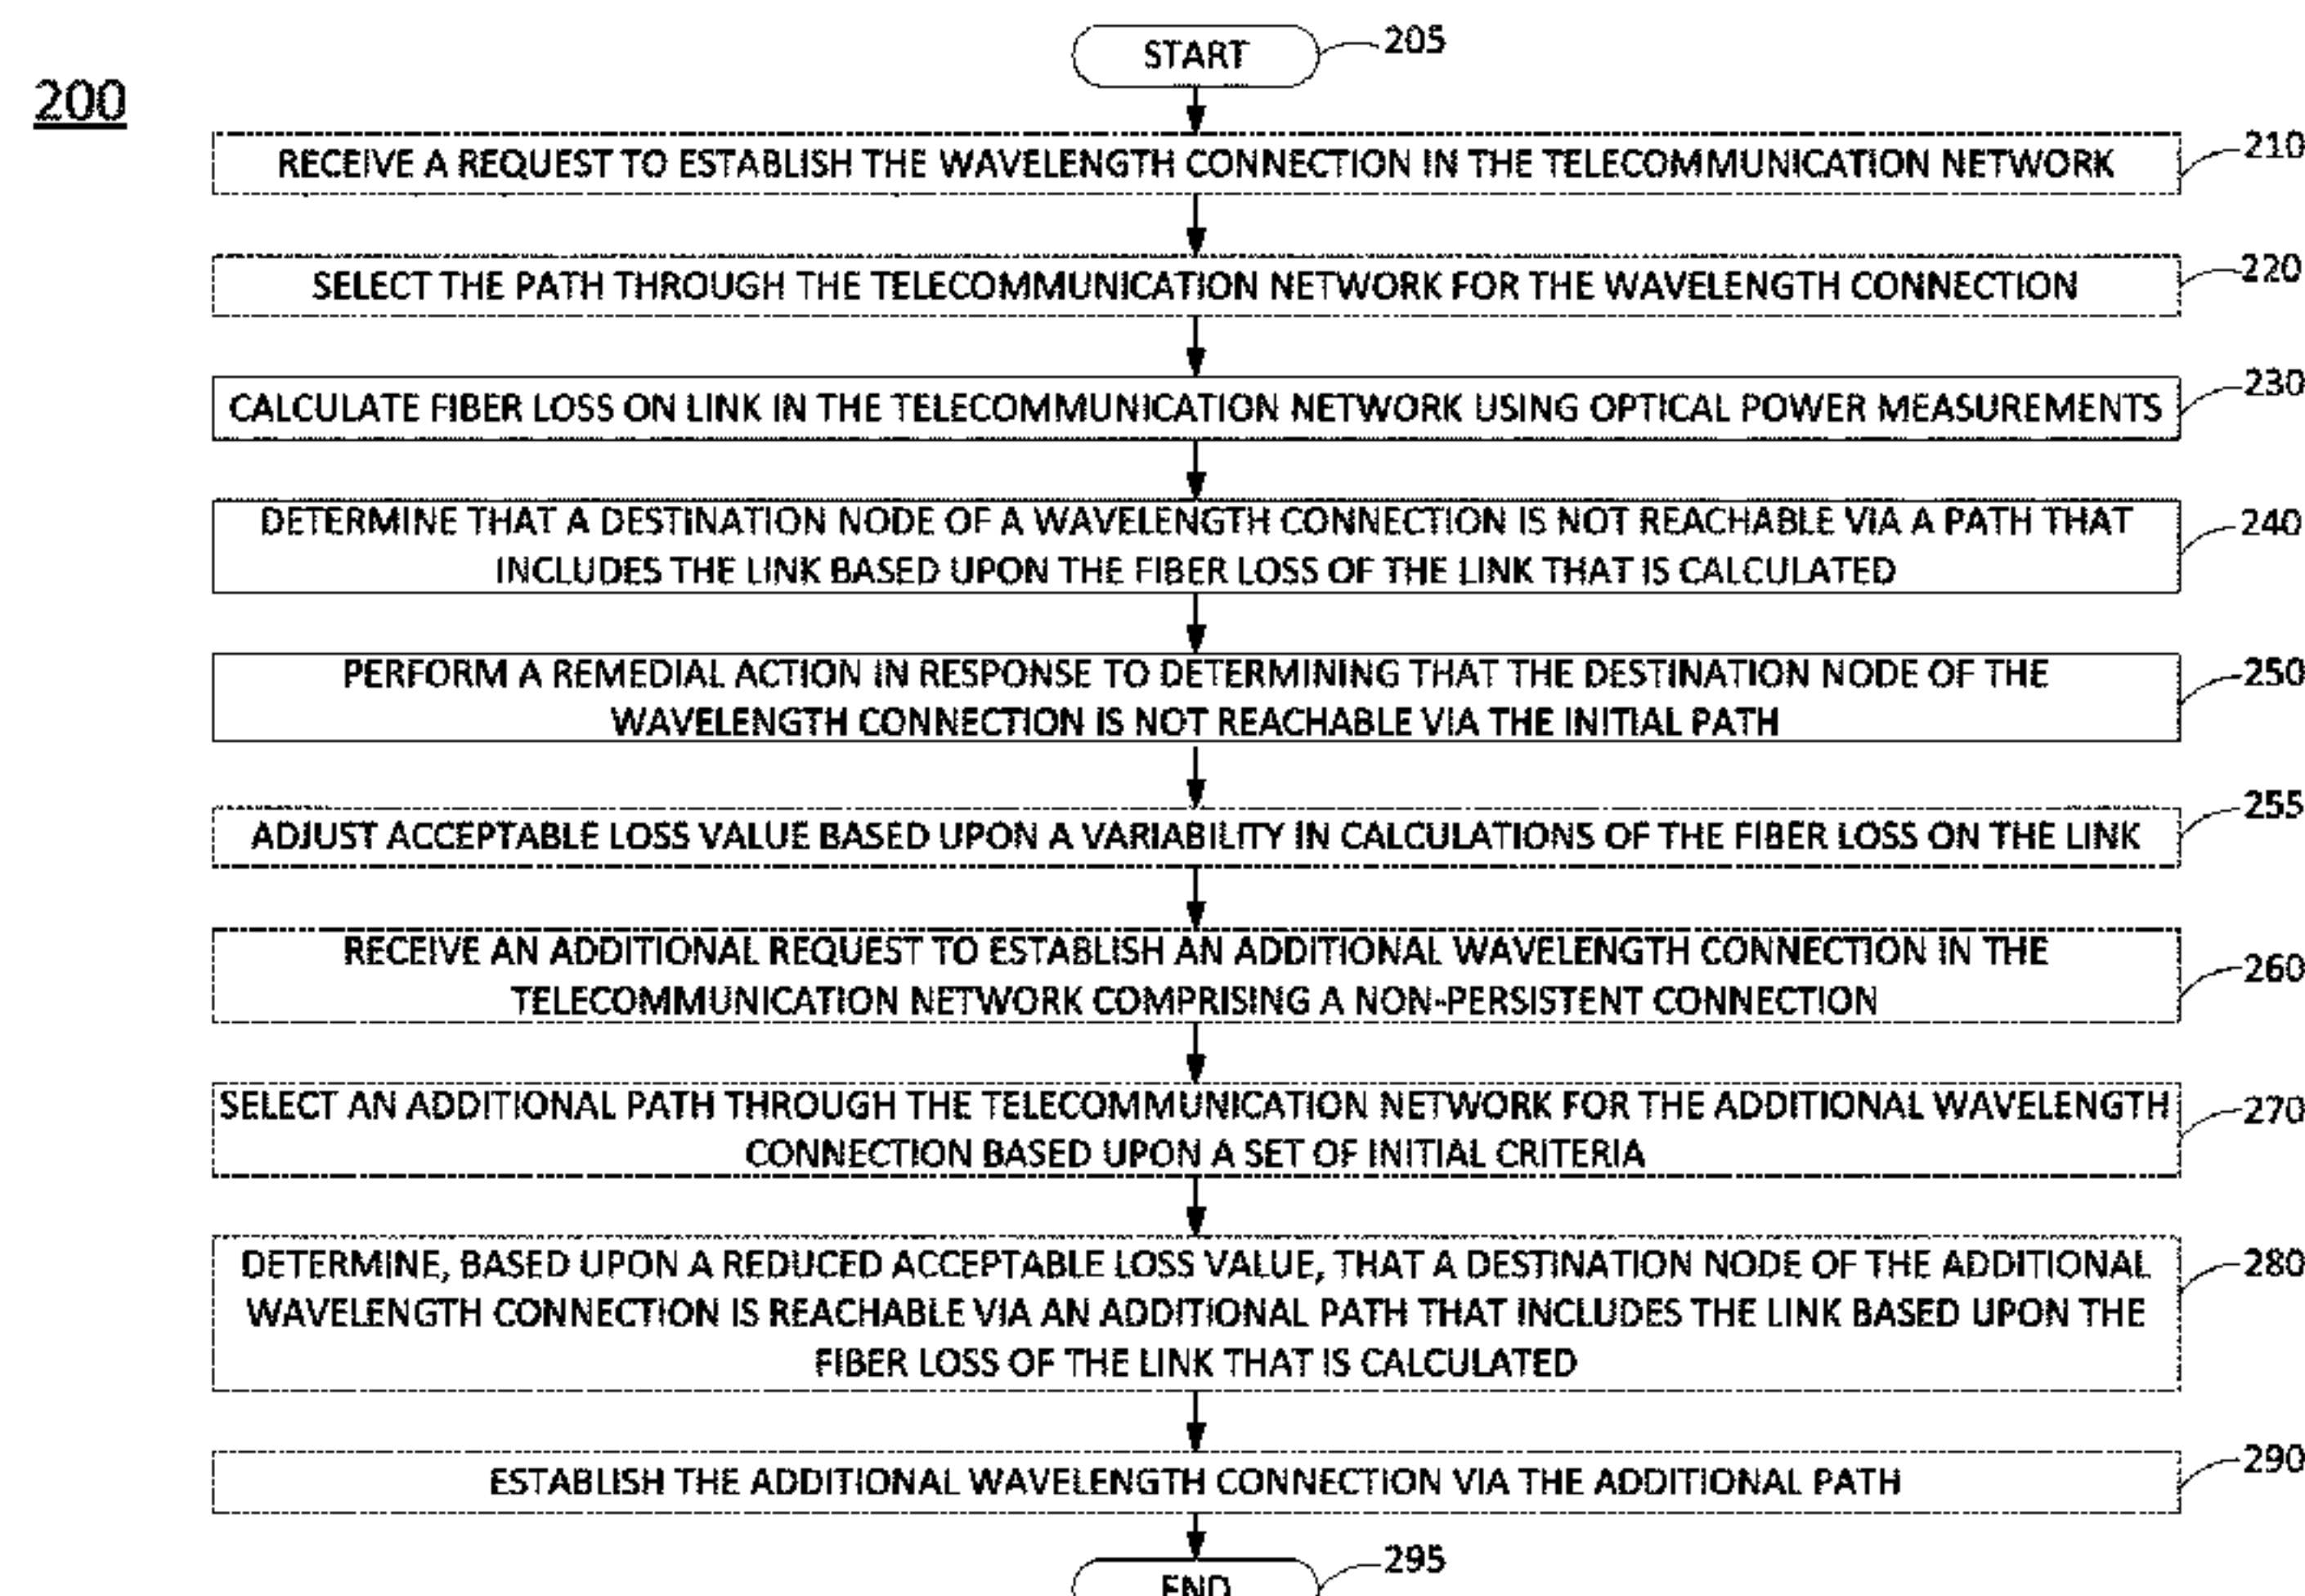 200
START
205
RECEIVE A REQUEST TO ESTABLISH THE WAVELENGTH CONNECTION IN THE TELECOMMUNICATION NETWORK
210
SELECT THE PATH THROUGH THE TELECOMMUNICATION NETWORK FOR THE WAVELENGTH CONNECTION
220
CALCULATE FIBER LOSS ON LINK IN THE TELECOMMUNICATION NETWORK USING OPTICAL POWER MEASUREMENTS
230
DETERMINE THAT A DESTINATION NODE OF A WAVELENGTH CONNECTION IS NOT REACHABLE VIA A PATH THAT
INCLUDES THE LINK BASED UPON THE FIBER LOSS OF THE LINK THAT IS CALCULATED
240
PERFORM A REMEDIAL ACTION IN RESPONSE TO DETERMINING THAT THE DESTINATION NODE OF THE
WAVELENGTH CONNECTION IS NOT REACHABLE VIA THE INITIAL PATH
250
ADJUST ACCEPTABLE LOSS VALUE BASED UPON A VARIABILITY IN CALCULATIONS OF THE FIBER LOSS ON THE LINK
255
RECEIVE AN ADDITIONAL REQUEST TO ESTABLISH AN ADDITIONAL WAVELENGTH CONNECTION IN THE
TELECOMMUNICATION NETWORK COMPRISING A NON-PERSISTENT CONNECTION
260
SELECT AN ADDITIONAL PATH THROUGH THE TELECOMMUNICATION NETWORK FOR THE ADDITIONAL WAVELENGTH
CONNECTION BASED UPON A SET OF INITIAL CRITERIA
270
DETERMINE, BASED UPON A REDUCED ACCEPTABLE LOSS VALUE, THAT A DESTINATION NODE OF THE ADDITIONAL
WAVELENGTH CONNECTION IS REACHABLE VIA AN ADDITIONAL PATH THAT INCLUDES THE LINK BASED UPON THE
FIBER LOSS OF THE LINK THAT IS CALCULATED
280
ESTABLISH THE ADDITIONAL WAVELENGTH CONNECTION VIA THE ADDITIONAL PATH
290
END
295